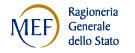 MEF
Ragioneria
Generale
dello Stato